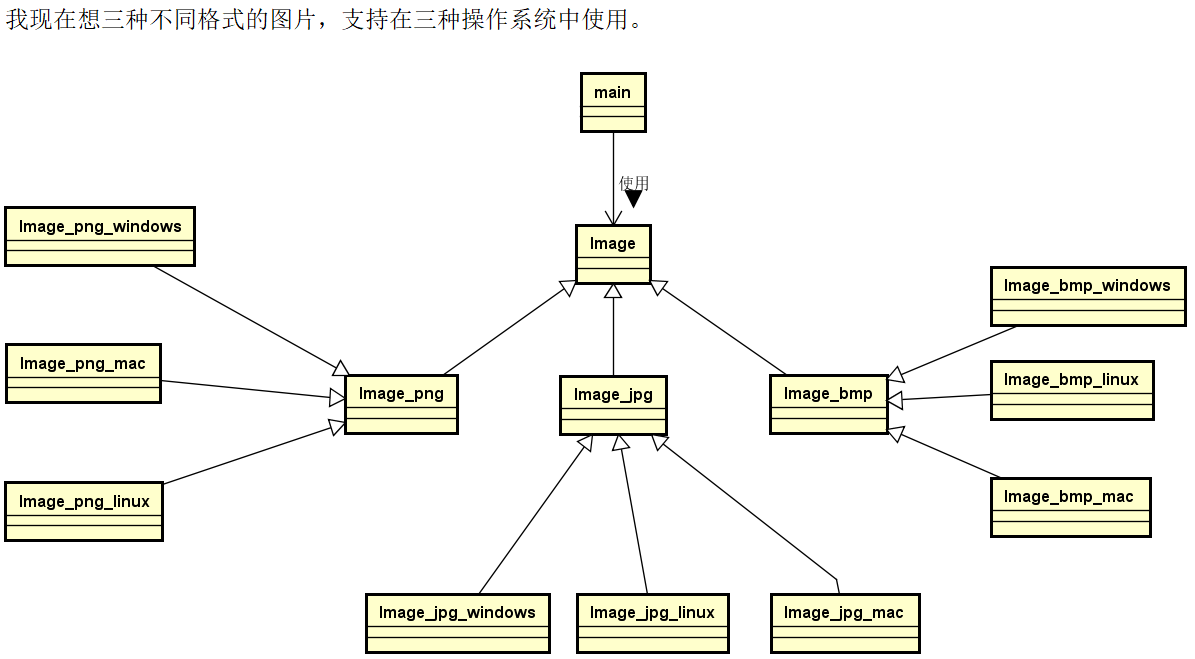 我现在想三种不同格式的图片，支持在三种操作系统中使用。
main
使用
Image_png_windows
Image
Image_bmp_windows
Image_png_mac
Image_bmp_linux
Image_png
Image_jpg
Image_bmp
Image_png_linux
Image_bmp_mac
Image_jpg_windows
Image_jpg_linux
Image_jpg_mac